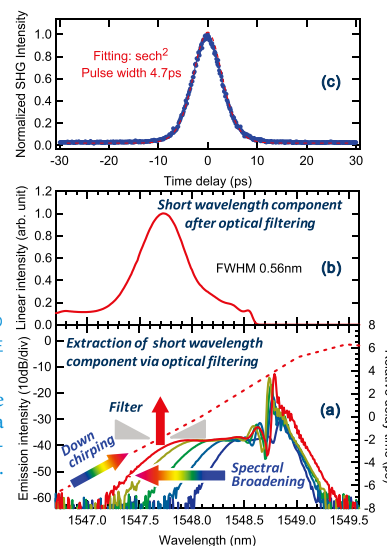 Normalized SHG Intensity
1.0
0.8
0.6
0.4
0.2
0.0
Fitting: sech2
Pulse width 4.7ps
(c)
-30
-20
-10
0
10
20
30
Time delay (ps)
Linear intensity (arb. unit)
1.2
1.0
0.8
0.6
0.4
0.2
0.0
Short wavelength component
after optical filtering
FWHM 0.56nm
(b)
Emission intensity (10dB/div)
0
-10
-20
-30
-40
-50
-60
Extraction of short wavelength
component via optical filtering
(a)
Filter
Down
chirping
Spectral
Broadening
8
6
4
2
0
-2
-4
-6
-8
1547.0
1547.5
1548.0
1548.5
1549.0
1549.5
Wavelength (nm)